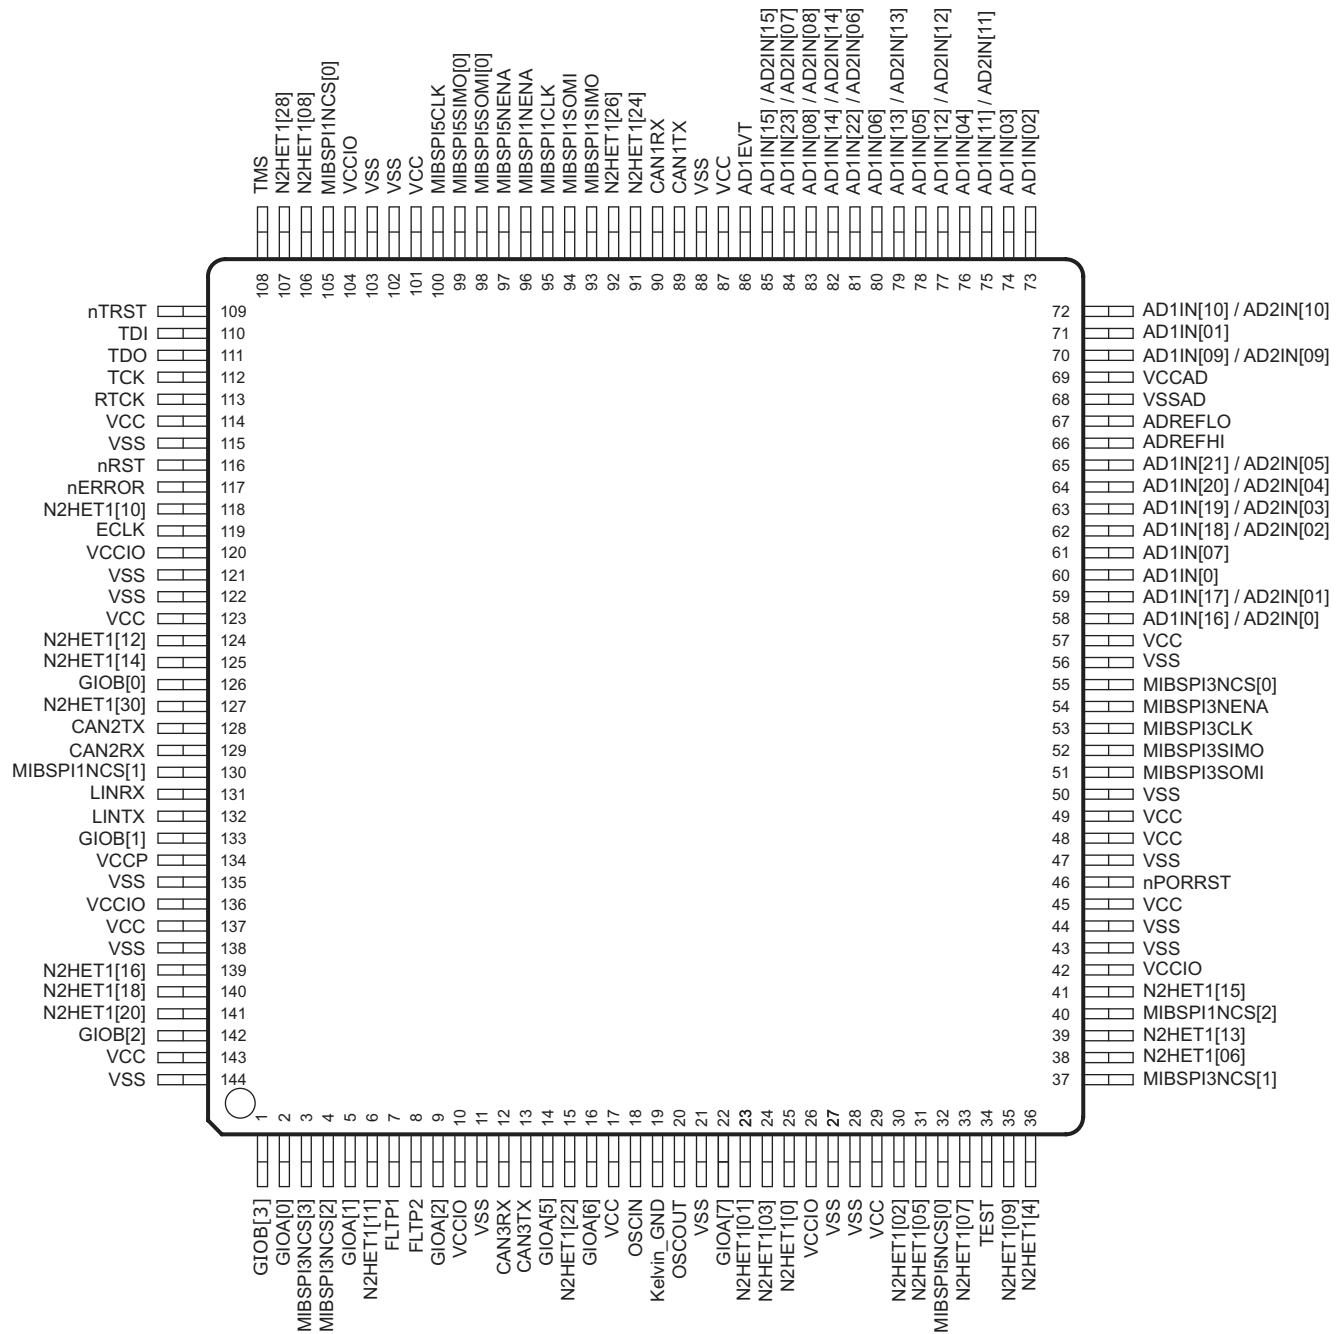 TMS
N2HET1[28]
N2HET1[08]
MIBSPI1NCS[0]
VCCIO
VSS
VSS
VCC
MIBSPI5CLK
MIBSPI5SIMO[0]
MIBSPI5SOMI[0]
MIBSPI5NENA
MIBSPI1NENA
MIBSPI1CLK
MIBSPI1SOMI
MIBSPI1SIMO
N2HET1[26]
N2HET1[24]
CAN1RX
CAN1TX
VSS
VCC
AD1EVT
AD1IN[15] / AD2IN[15]
AD1IN[23] / AD2IN[07]
AD1IN[08] / AD2IN[08]
AD1IN[14] / AD2IN[14]
AD1IN[22] / AD2IN[06]
AD1IN[06]
AD1IN[13] / AD2IN[13]
AD1IN[05]
AD1IN[12] / AD2IN[12]
AD1IN[04]
AD1IN[11] / AD2IN[11]
AD1IN[03]
AD1IN[02]
108
107
106
105
104
103
102
101
100
99
98
97
96
95
94
93
92
91
90
89
88
87
86
85
84
83
82
81
80
79
78
77
76
75
74
73
nTRST 109
TDI 110
TDO 111
TCK 112
RTCK 113
VCC 114
VSS 115
nRST 116
nERROR 117
N2HET1[10] 118
ECLK 119
VCCIO 120
VSS 121
VSS 122
VCC 123
N2HET1[12] 124
N2HET1[14] 125
GIOB[0] 126
N2HET1[30] 127
CAN2TX 128
CAN2RX 129
MIBSPI1NCS[1] 130
LINRX 131
LINTX 132
GIOB[1] 133
VCCP 134
VSS 135
VCCIO 136
VCC 137
VSS 138
N2HET1[16] 139
N2HET1[18] 140
N2HET1[20] 141
GIOB[2] 142
VCC 143
VSS 144
72 AD1IN[10] / AD2IN[10]
71 AD1IN[01]
70 AD1IN[09] / AD2IN[09]
69 VCCAD
68 VSSAD
67 ADREFLO
66 ADREFHI
65 AD1IN[21] / AD2IN[05]
64 AD1IN[20] / AD2IN[04]
63 AD1IN[19] / AD2IN[03]
62 AD1IN[18] / AD2IN[02]
61 AD1IN[07]
60 AD1IN[0]
59 AD1IN[17] / AD2IN[01]
58 AD1IN[16] / AD2IN[0]
57 VCC
56 VSS
55 MIBSPI3NCS[0]
54 MIBSPI3NENA
53 MIBSPI3CLK
52 MIBSPI3SIMO
51 MIBSPI3SOMI
50 VSS
49 VCC
48 VCC
47 VSS
46 nPORRST
45 VCC
44 VSS
43 VSS
42 VCCIO
41 N2HET1[15]
40 MIBSPI1NCS[2]
39 N2HET1[13]
38 N2HET1[06]
37 MIBSPI3NCS[1]
1
2
3
4
5
6
7
8
9
10
11
12
13
14
15
16
17
18
19
20
21
22
23
24
25
26
27
28
29
30
31
32
33
34
35
36
GIOB[3]
GIOA[0]
MIBSPI3NCS[3]
MIBSPI3NCS[2]
GIOA[1]
N2HET1[11]
FLTP1
FLTP2
GIOA[2]
VCCIO
VSS
CAN3RX
CAN3TX
GIOA[5]
N2HET1[22]
GIOA[6]
VCC
OSCIN
Kelvin_GND
OSCOUT
VSS
GIOA[7]
N2HET1[01]
N2HET1[03]
N2HET1[0]
VCCIO
VSS
VSS
VCC
N2HET1[02]
N2HET1[05]
MIBSPI5NCS[0]
N2HET1[07]
TEST
N2HET1[09]
N2HET1[4]